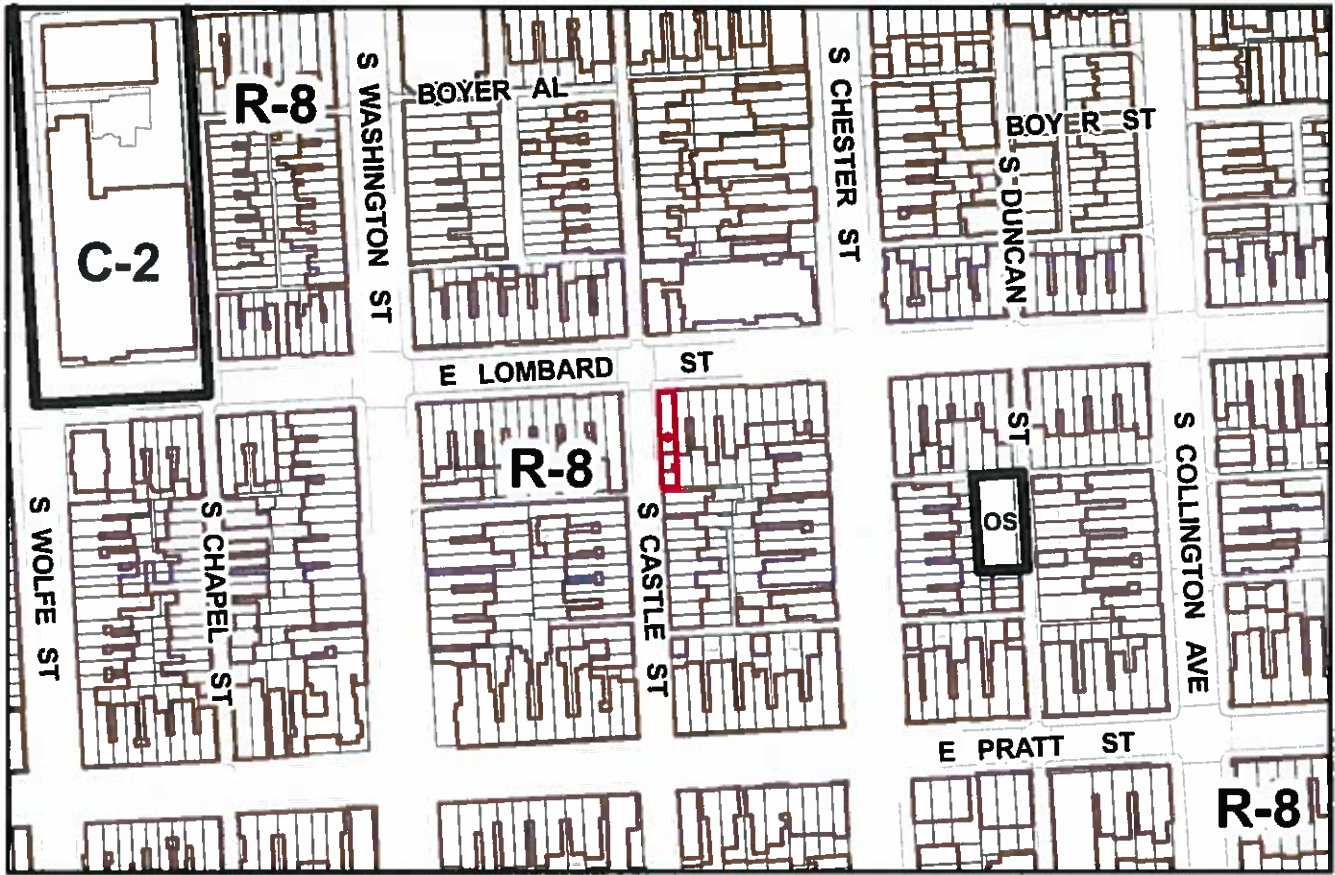 R-8
S WASHINGTON ST
BOYER AL
S CHESTER ST
BOYER ST
S DUNCAN ST
C-2
E LOMBARD ST
R-8
S WOLFE ST
S CHAPEL ST
S CASTLE ST
OS
S COLLINGTON AVE
E PRATT ST
R-8